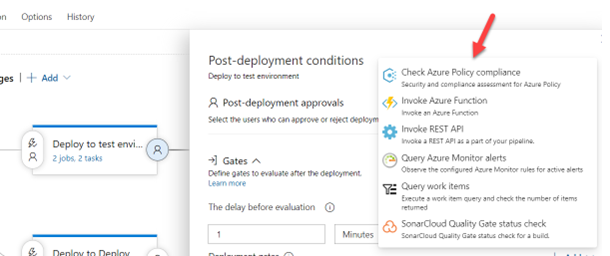 Options
History
ges
+ Add
Deploy to test envi...
2 jobs, 2 tasks
Deploy to Deploy
Post-deployment conditions
Deploy to test environment
Post-deployment approvals
Select the users who can approve or reject deploym
Gates
Define gates to evaluate after the deployment.
Learn more
The delay before evaluation
1
Minutes
Deployment gates
Check Azure Policy compliance
Security and compliance assessment for Azure Policy
Invoke Azure Function
Invoke an Azure Function
Invoke REST API
Invoke a REST API as a part of your pipeline.
Query Azure Monitor alerts
Observe the configured Azure Monitor rules for active alerts
Query work items
Execute a work item query and check the number of items
returned
SonarCloud Quality Gate status check
SonarCloud Quality Gate status check for a build.